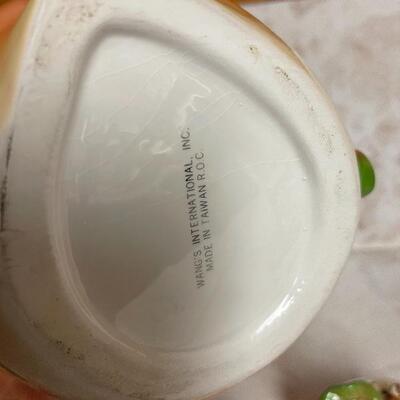 WANG'S INTERNATIONAL, INC.
MADE IN TAIWAN R.O.C.